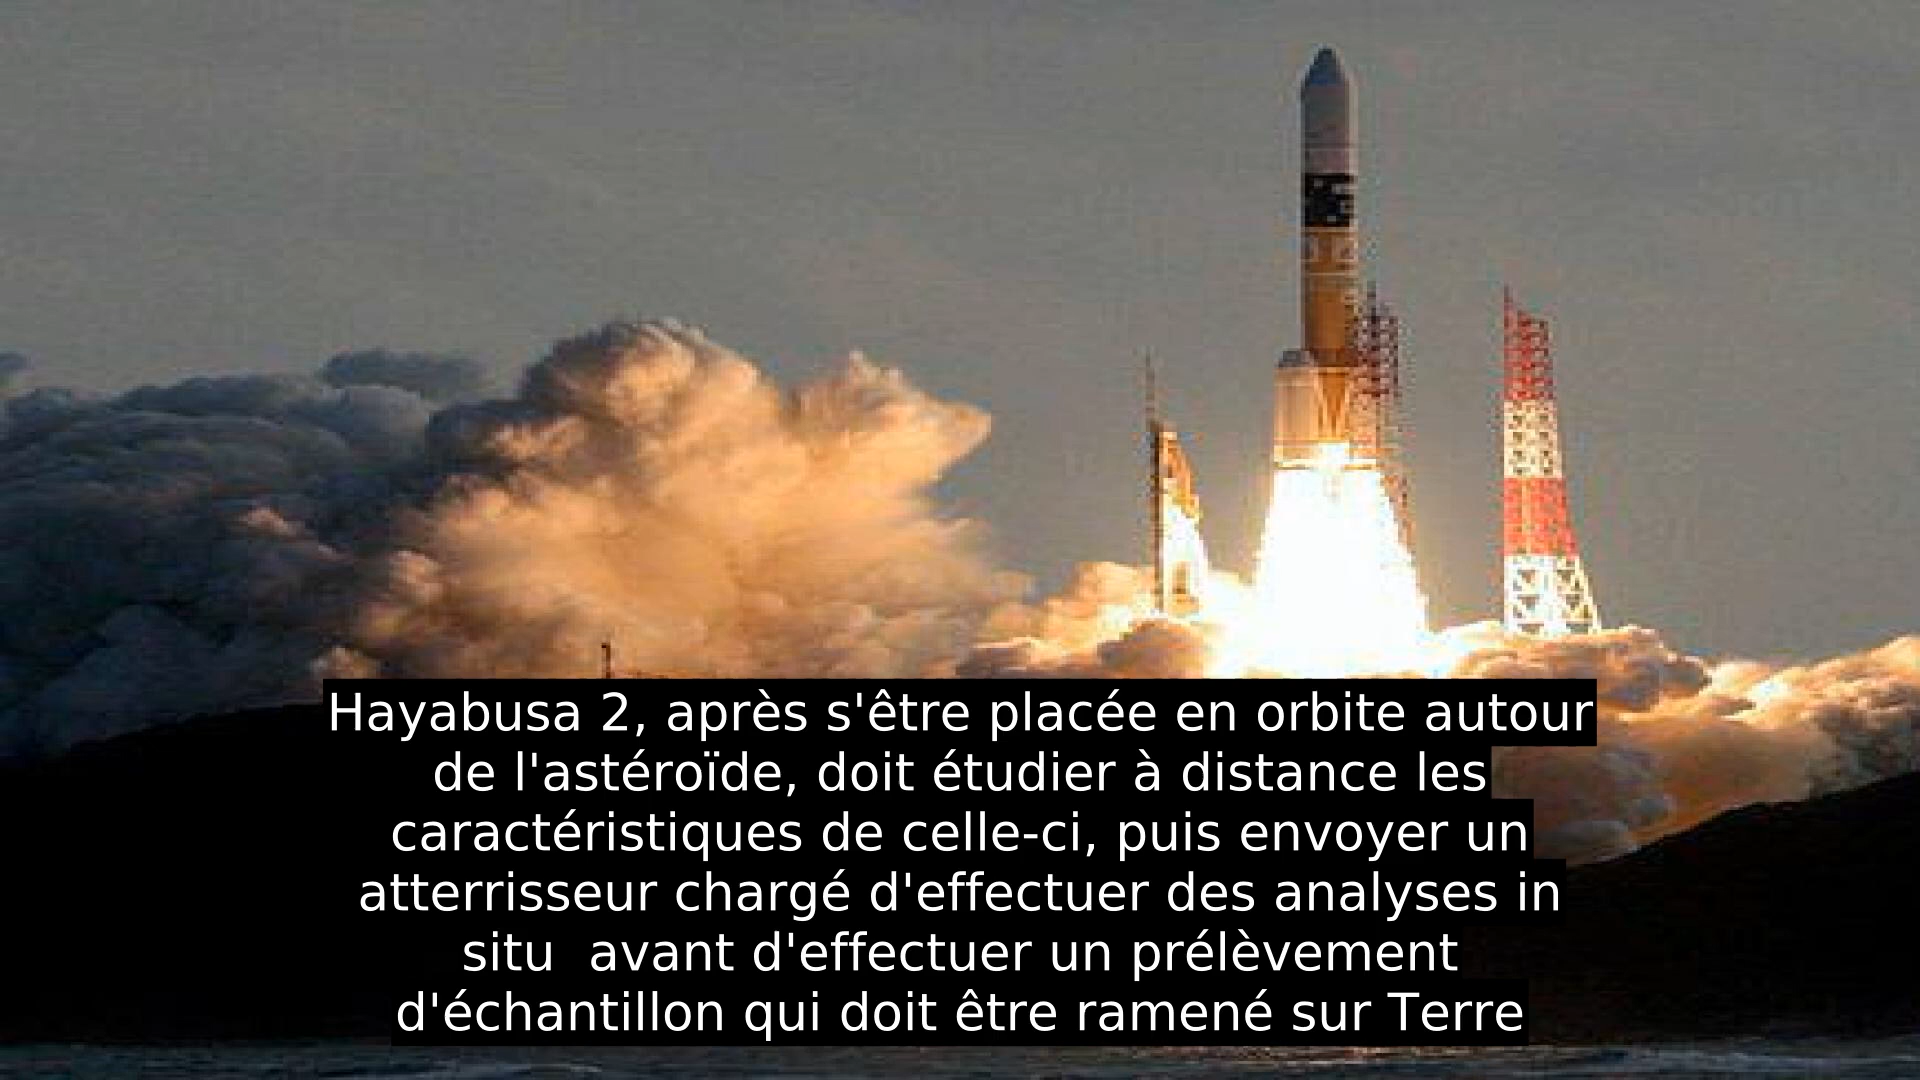 Hayabusa 2, après s'être placée en orbite autour
de l'astéroïde, doit étudier à distance les
caractéristiques de celle-ci, puis envoyer un
atterrisseur chargé d'effectuer des analyses in
situ  avant d'effectuer un prélèvement
d'échantillon qui doit être ramené sur Terre